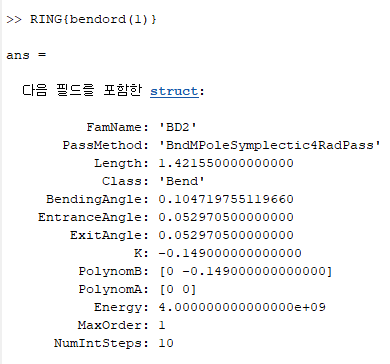 >> RING{bendord(1)}
ans =
다음 필드를 포함한 struct:
FamName: 'BD2'
PassMethod: 'BndMPoleSymplectic4RadPass'
Length: 1.421550000000000
Class: 'Bend'
BendingAngle: 0.104719755119660
EntranceAngle: 0.052970500000000
ExitAngle: 0.052970500000000
K: -0.149000000000000
PolynomB: [0 -0.149000000000000]
PolynomA: [0 0]
Energy: 4.000000000000000e+09
MaxOrder: 1
NumIntSteps: 10